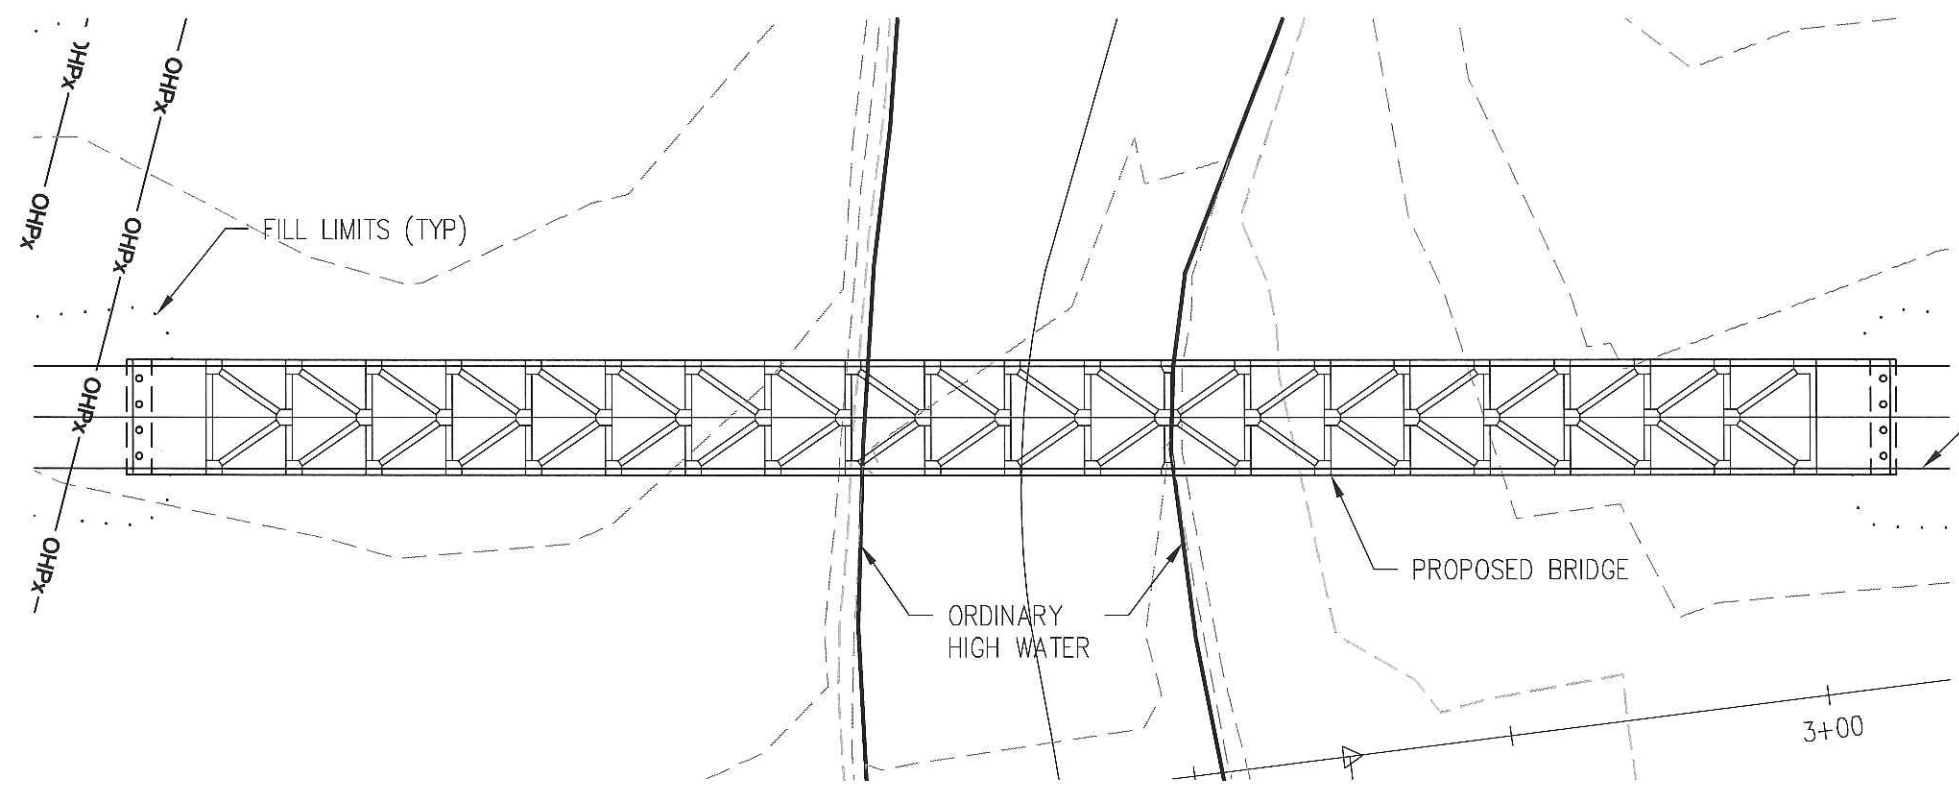 OHPx
OHPx
OHPx
OHPx
OHPx
OHPx
FILL LIMITS (TYP)
PROPOSED BRIDGE
ORDINARY
HIGH WATER
3+00